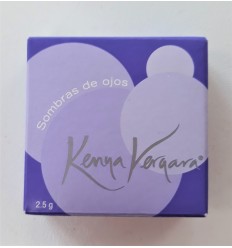 Sombras de ojos
Kenna Vergara®
2.5 g